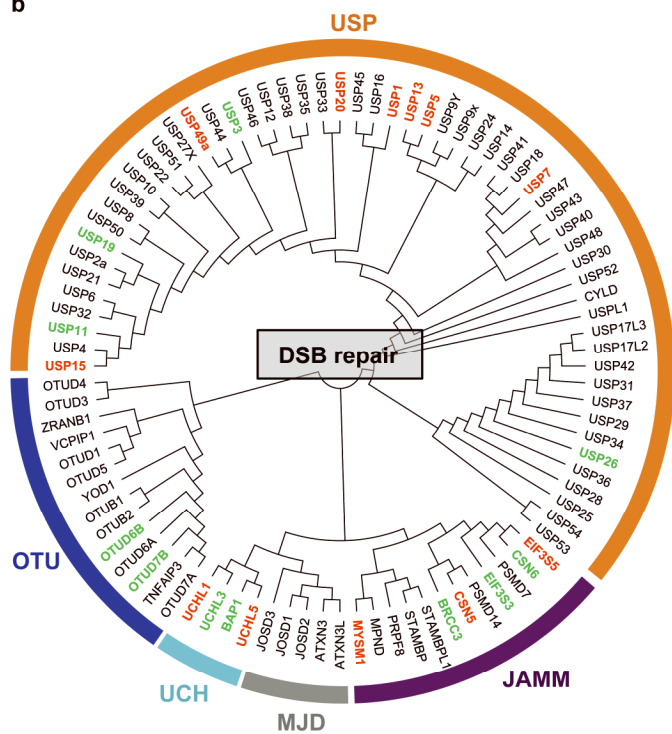 b
USP
USP15
USP4
USP11
USP32
USP6
USP21
USP2a
USP19
USP50
USP8
USP39
USP10
USP22
USP51
USP27X
USP49a
USP44
USP3
USP46
USP12
USP38
USP35
USP33
USP20
USP45
USP16
USP1
USP13
USP5
USP9Y
USP9x
USP24
USP14
USP41
USP18
USP7
USP47
USP43
USP40
USP48
USP30
USP52
CYLD
USPL1
USP17L3
USP17L2
USP42
USP31
USP37
USP29
USP34
USP26
USP36
USP28
USP25
USP54
USP53
EIF3S5
CSN6
PSMD7
EIF3S3
PSMD14
CSN5
BRCC3
STAMBPL1
STAMBP
PRPF8
MPND
MYSM1
ATXN3L
ATXN3
JOSD2
JOSD1
JOSD3
UCHL5
BAP1
UCHL3
UCHL1
OTUD7A
TNFAIP3
OTUD7B
OTUD6A
OTUD6B
OTUB2
OTUB1
YOD1
OTUD5
OTUD1
VCPIP1
ZRANB1
OTUD3
OTUD4
DSB repair
OTU
UCH
MJD
JAMM